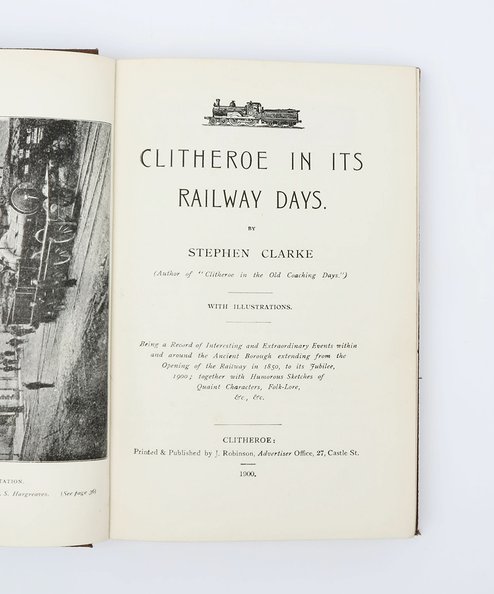 TATION.
S. Hargreaves. (See page 36)
CLITHEROE IN ITS
RAILWAY DAYS.
BY
STEPHEN CLARKE
(Author of "Clitheroe in the Old Coaching Days.")
WITH ILLUSTRATIONS.
Being a Record of Interesting and Extraordinary Events within
and around the Ancient Borough extending from the
Opening of the Railway in 1850, to its Jubilee,
1900; together with Humorous Sketches of
Quaint Characters, Folk-Lore,
&c., &c.
CLITHEROE:
Printed & Published by J. Robinson, Advertiser Office, 27, Castle St.
1900.